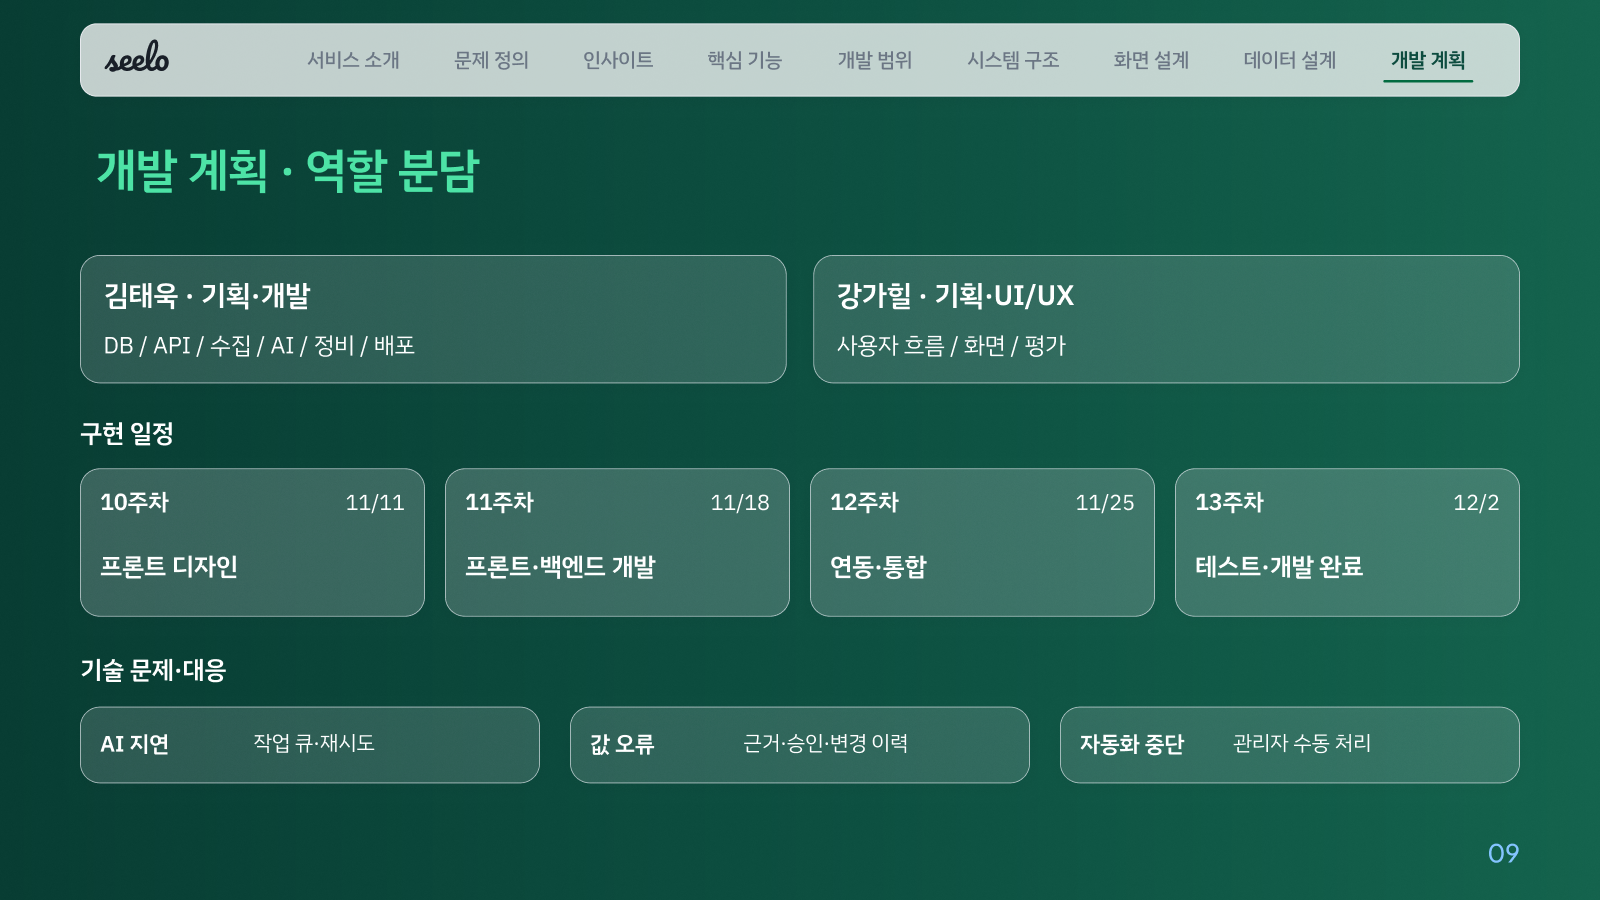 seelo 서비스 소개 문제 정의 인사이트 핵심 기능 개발 범위 시스템 구조 화면 설계 데이터 설계 개발 계획
개발 계획 · 역할 분담
김태욱 · 기획·개발
DB / API / 수집 / AI / 정비 / 배포
강가힐 · 기획·UI/UX
사용자 흐름 / 화면 / 평가
구현 일정
10주차 11/11
프론트 디자인
11주차 11/18
프론트·백엔드 개발
12주차 11/25
연동·통합
13주차 12/2
테스트·개발 완료
기술 문제·대응
AI 지연 작업 큐·재시도
값 오류 근거·승인·변경 이력
자동화 중단 관리자 수동 처리
09